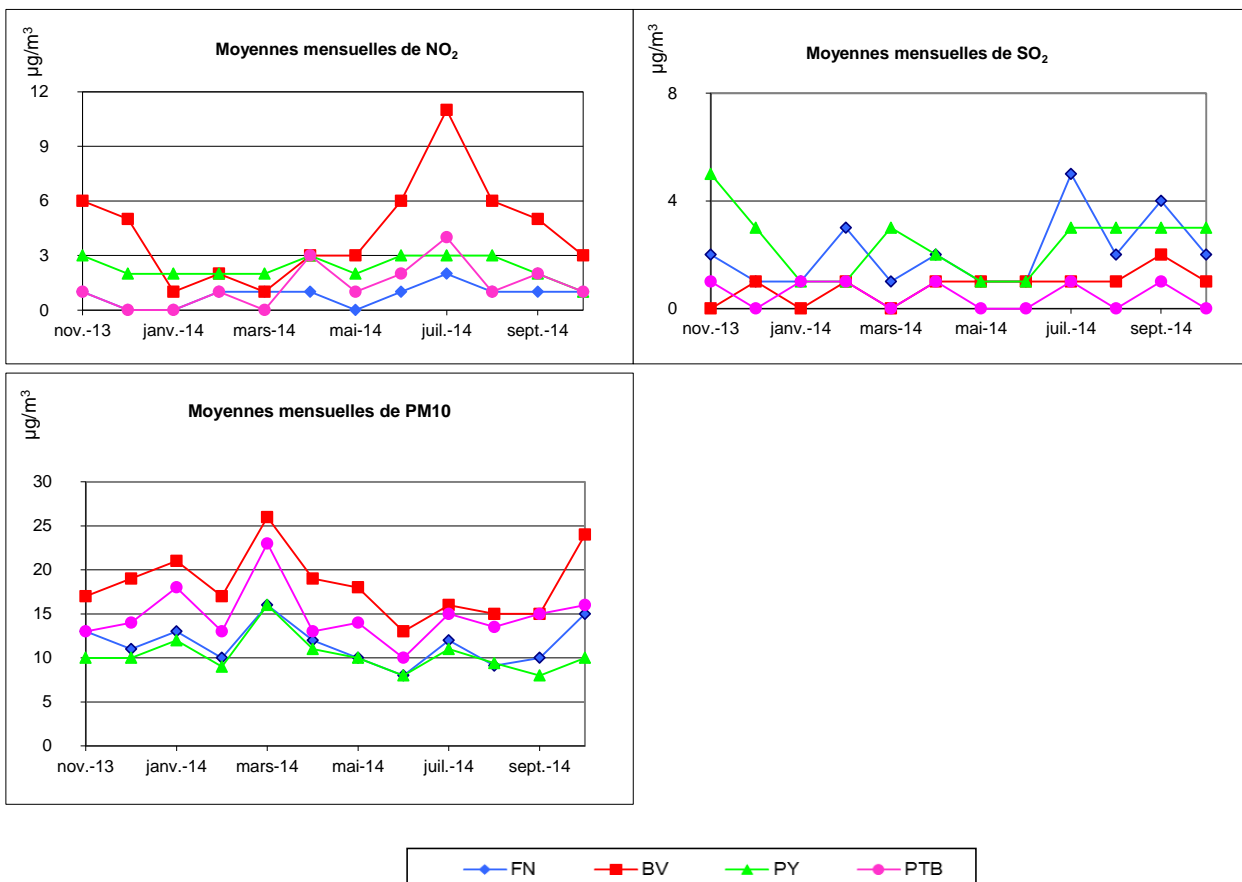 Moyennes mensuelles de NO₂
µg/m³
12
9
6
3
0
nov.-13 janv.-14 mars-14 mai-14 juil.-14 sept.-14
Moyennes mensuelles de SO₂
µg/m³
8
4
0
nov.-13 janv.-14 mars-14 mai-14 juil.-14 sept.-14
Moyennes mensuelles de PM10
µg/m³
30
25
20
15
10
5
0
nov.-13 janv.-14 mars-14 mai-14 juil.-14 sept.-14
FN BV PY PTB